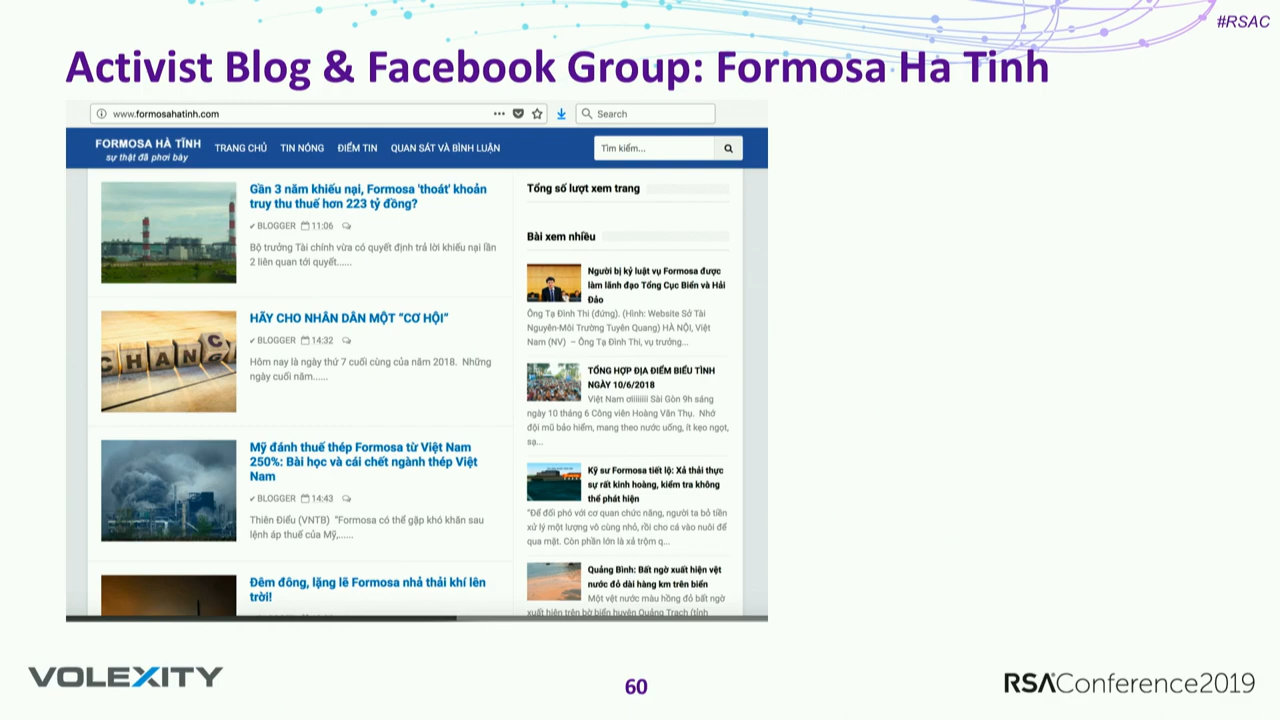 #RSAC
Activist Blog & Facebook Group: Formosa Ha Tinh
www.formosahatinh.com
Search
FORMOSA HÀ TĨNH
sự thật đã phơi bày
TRANG CHỦ TIN NÓNG ĐIỂM TIN QUAN SÁT VÀ BÌNH LUẬN
Tìm kiếm...
Gần 3 năm khiếu nại, Formosa 'thoát' khoản
truy thu thuế hơn 223 tỷ đồng?
BLOGGER 11:06
Bộ trưởng Tài chính vừa có quyết định trả lời khiếu nại lần
2 liên quan tới quyết......
HÃY CHO NHÂN DÂN MỘT “CƠ HỘI”
BLOGGER 14:32
Hôm nay là ngày thứ 7 cuối cùng của năm 2018. Những
ngày cuối năm......
CHANG
C
Mỹ đánh thuế thép Formosa từ Việt Nam
250%: Bài học và cái chết ngành thép Việt
Nam
BLOGGER 14:43
Thiên Điểu (VNTB) "Formosa có thể gặp khó khăn sau
lệnh áp thuế của Mỹ,......
Đêm đông, lặng lẽ Formosa nhả thải khí lên
trời!
Tổng số lượt xem trang
Bài xem nhiều
Người bị kỷ luật vụ Formosa được
làm lãnh đạo Tổng Cục Biển và Hải
Đảo
Ông Tạ Đình Thi (đứng). (Hình: Website Sở Tài
Nguyên-Môi Trường Tuyên Quang) HÀ NỘI, Việt
Nam (NV) – Ông Tạ Đình Thi, vụ trưởng...
TỔNG HỢP ĐỊA ĐIỂM BIỂU TÌNH
NGÀY 10/6/2018
Việt Nam ơiiiiiii Sài Gòn 9h sáng
ngày 10 tháng 6 Công viên Hoàng Văn Thụ. Nhớ
đội mũ bảo hiểm, mang theo nước uống, ít kẹo ngọt,
sạ...
Kỹ sư Formosa tiết lộ: Xả thải thực
sự rất kinh hoàng, kiểm tra không
thể phát hiện
"Để đối phó với cơ quan chức năng, người ta bỏ tiền
xử lý một lượng vô cùng nhỏ, rồi cho cá vào nuôi để
qua mặt. Còn phần lớn là xả trộm q...
Quảng Bình: Bất ngờ xuất hiện vệt
nước đỏ dài hàng km trên biển
Một vệt nước màu hồng đỏ bất ngờ
xuất hiện trên bờ biển huyện Quảng Trạch (tỉnh
VOLEXITY
60
RSAConference2019